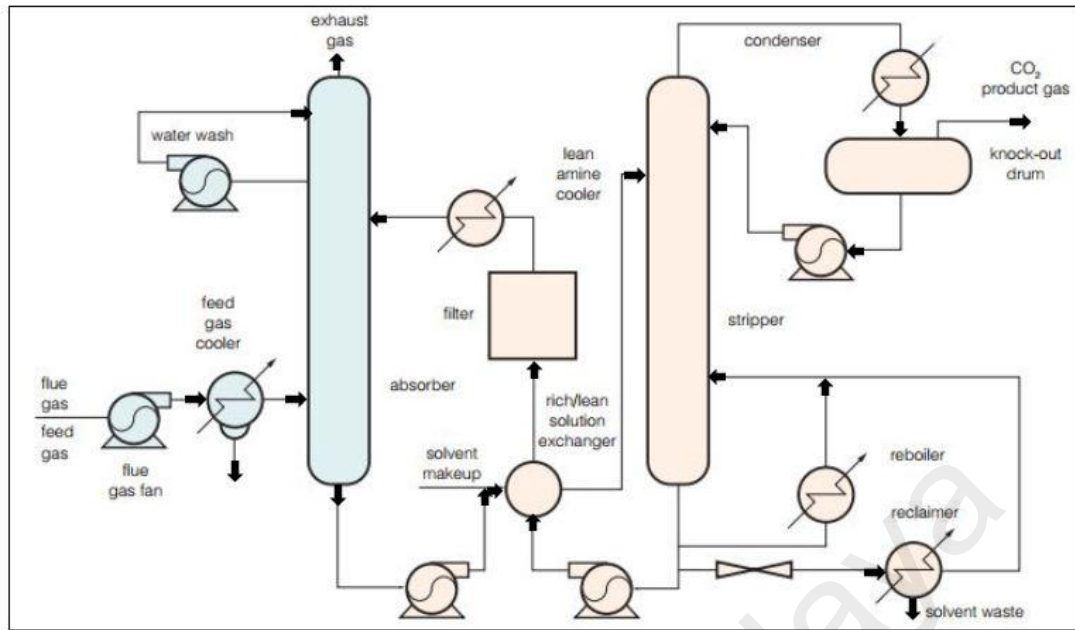 exhaust
gas
condenser
CO₂
product gas
water wash
lean
amine
cooler
knock-out
drum
feed
gas
cooler
filter
stripper
flue
gas
absorber
rich/lean
solution
exchanger
feed
gas
solvent
makeup
reboiler
flue
gas fan
reclaimer
solvent waste